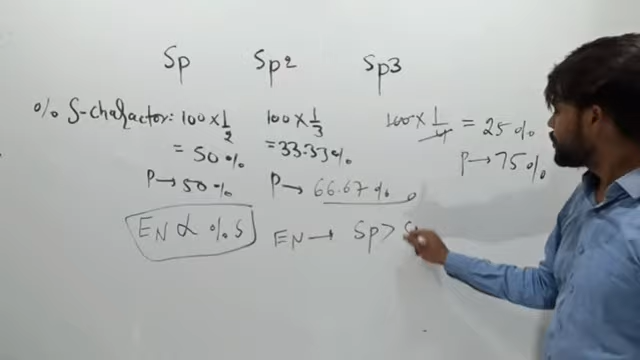 Sp Sp2 Sp3
% S-charactor: 100 × 1/2 100 × 1/3 100 × 1/4 = 25%
= 50% = 33.33% P → 75%
P → 50% P → 66.67%
EN ∝ % S EN → Sp > S